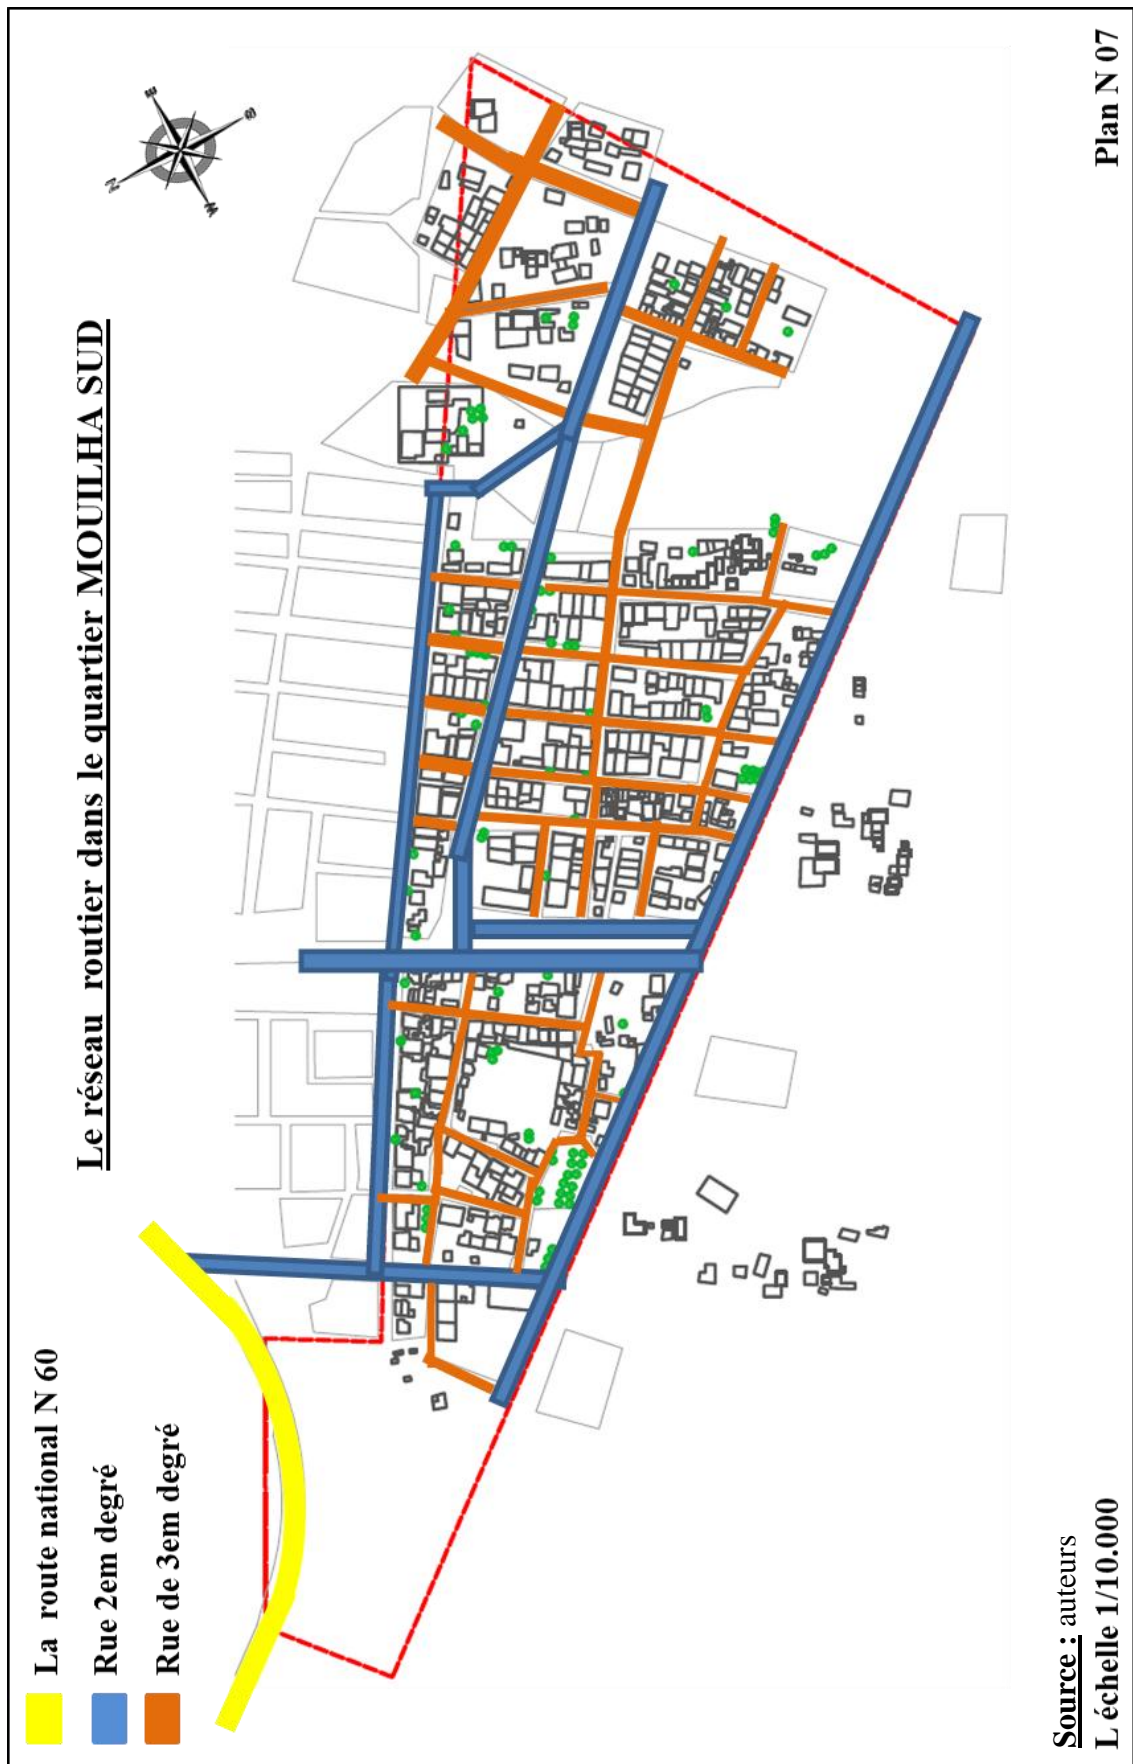 Le réseau routier dans le quartier MOUILHA SUD
N
E
S
W
La route national N 60
Rue 2em degré
Rue de 3em degré
Source : auteurs
L échelle 1/10.000
Plan N 07